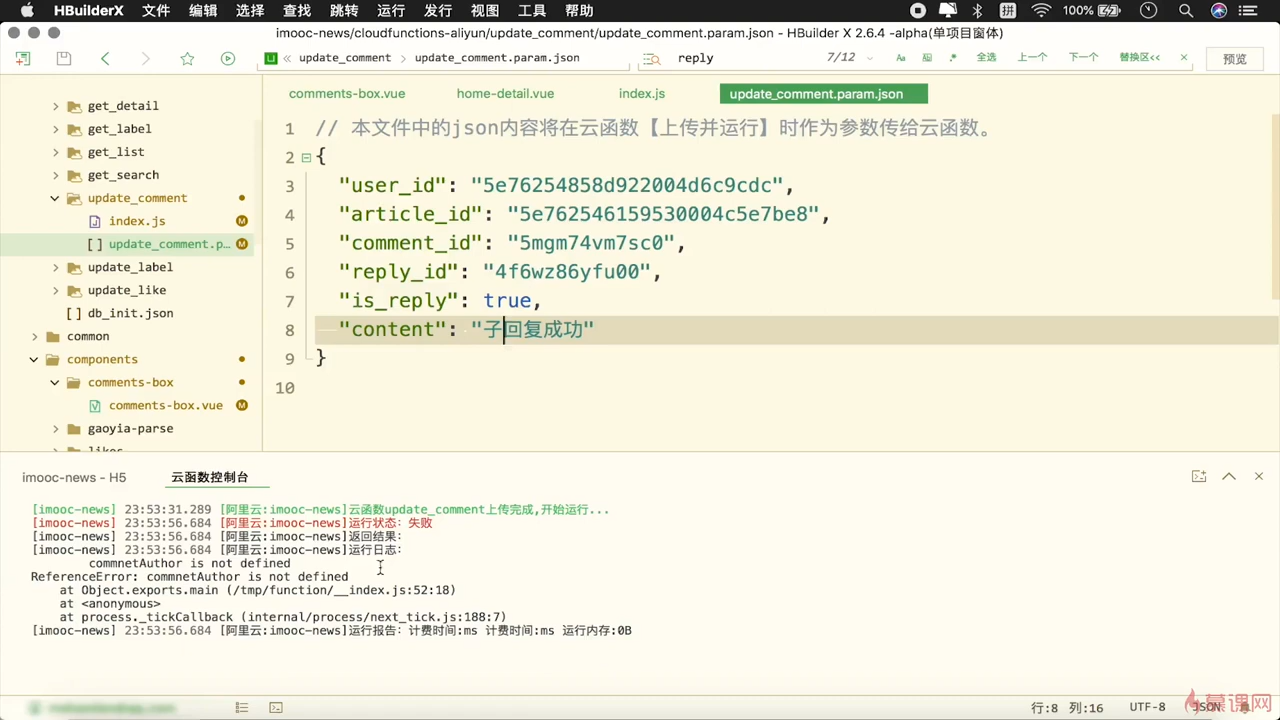 HBuilderX 文件 编辑 选择 查找 跳转 运行 发行 视图 工具 帮助 拼 100%
imooc-news/cloudfunctions-aliyun/update_comment/update_comment.param.json - HBuilder X 2.6.4 -alpha(单项目窗口)
update_comment update_comment.param.json reply 7/12 Aa 全选 上一个 下一个 替换区<< 预览
comments-box.vue home-detail.vue index.js update_comment.param.json
get_detail
get_label
get_list
get_search
update_comment
index.js M
update_comment.p... M
update_label
update_like
db_init.json
common
components
comments-box
comments-box.vue M
gaoyia-parse
likes
1 // 本文件中的json内容将在云函数【上传并运行】时作为参数传给云函数。
2 {
3 "user_id": "5e76254858d922004d6c9cdc",
4 "article_id": "5e762546159530004c5e7be8",
5 "comment_id": "5mgm74vm7sc0",
6 "reply_id": "4f6wz86yfu00",
7 "is_reply": true,
8 "content": "子回复成功"
9 }
10
imooc-news - H5 云函数控制台
[imooc-news] 23:53:31.289 [阿里云:imooc-news]云函数update_comment上传完成,开始运行...
[imooc-news] 23:53:56.684 [阿里云:imooc-news]运行状态：失败
[imooc-news] 23:53:56.684 [阿里云:imooc-news]返回结果：
[imooc-news] 23:53:56.684 [阿里云:imooc-news]运行日志：
commnetAuthor is not defined
ReferenceError: commnetAuthor is not defined
at Object.exports.main (/tmp/function/__index.js:52:18)
at <anonymous>
at process._tickCallback (internal/process/next_tick.js:188:7)
[imooc-news] 23:53:56.684 [阿里云:imooc-news]运行报告：计费时间:ms 计费时间:ms 运行内存:0B
行:8 列:16 UTF-8 JSON
慕课网